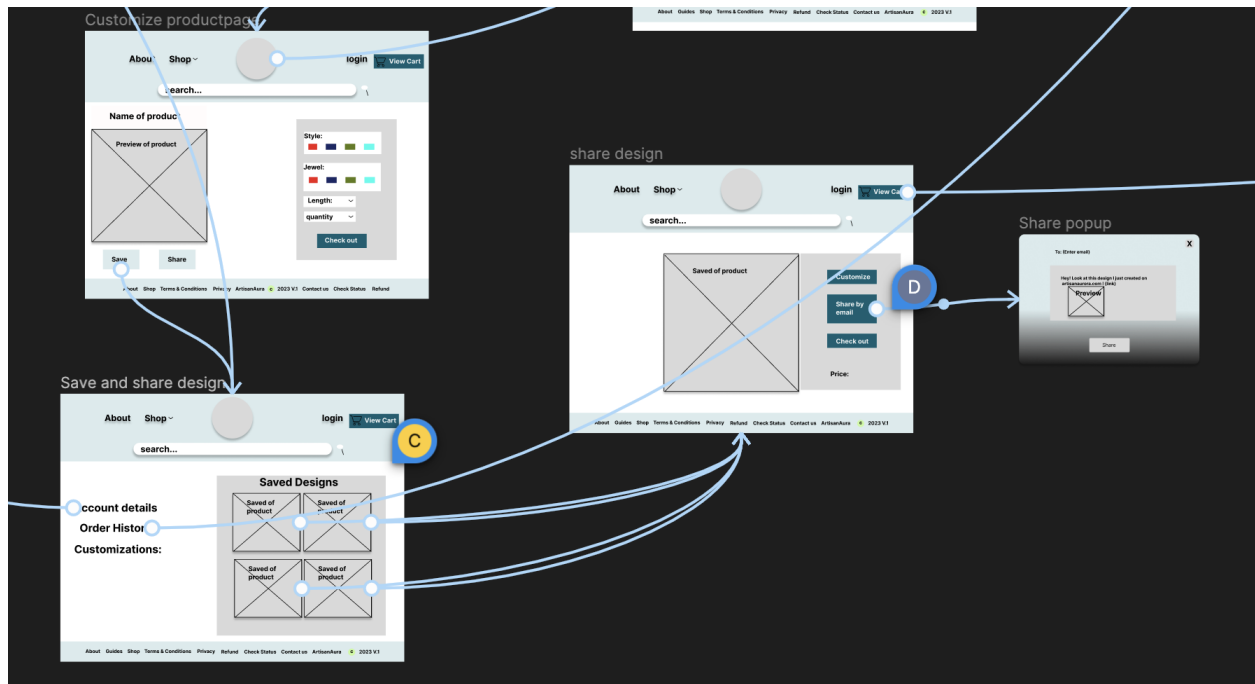 About Guides Shop Terms & Conditions Privacy Refund Check Status Contact us ArtisanAura c 2023 V.1
Customize productpage
About Shop
login View Cart
search...
Name of product
Preview of product
Style:
Jewel:
Length:
quantity
Check out
Save Share
About Shop Terms & Conditions Privacy ArtisanAura c 2023 V.1 Contact us Check Status Refund
share design
About Shop login View Cart
search...
Saved of product
Customize
Share by
email
Check out
Price:
About Guides Shop Terms & Conditions Privacy Refund Check Status Contact us ArtisanAura c 2023 V.1
D
Share popup
X
To: (Enter email)
Hey! Look at this design I just created on
artisanaurora.com ! (link)
Preview
Share
Save and share design
About Shop login View Cart
C
search...
ccount details
Order Histor
Customizations:
Saved Designs
Saved of
product
Saved of
product
Saved of
product
Saved of
product
About Guides Shop Terms & Conditions Privacy Refund Check Status Contact us ArtisanAura c 2023 V.1